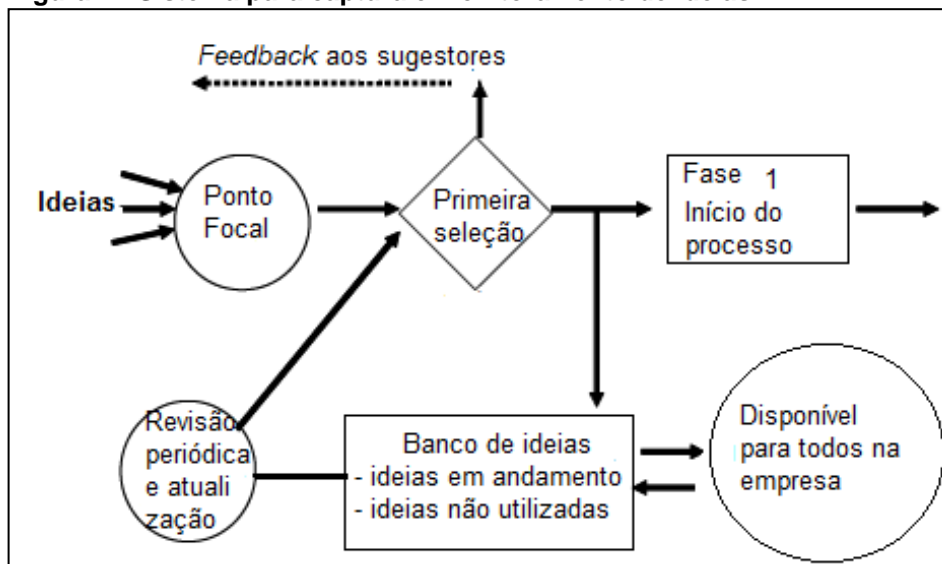 Feedback aos sugestores
Ideias
Ponto
Focal
Primeira
seleção
Fase 1
Início do
processo
Revisão
periódica
e atuali
zação
Banco de ideias
- ideias em andamento
- ideias não utilizadas
Disponível
para todos na
empresa